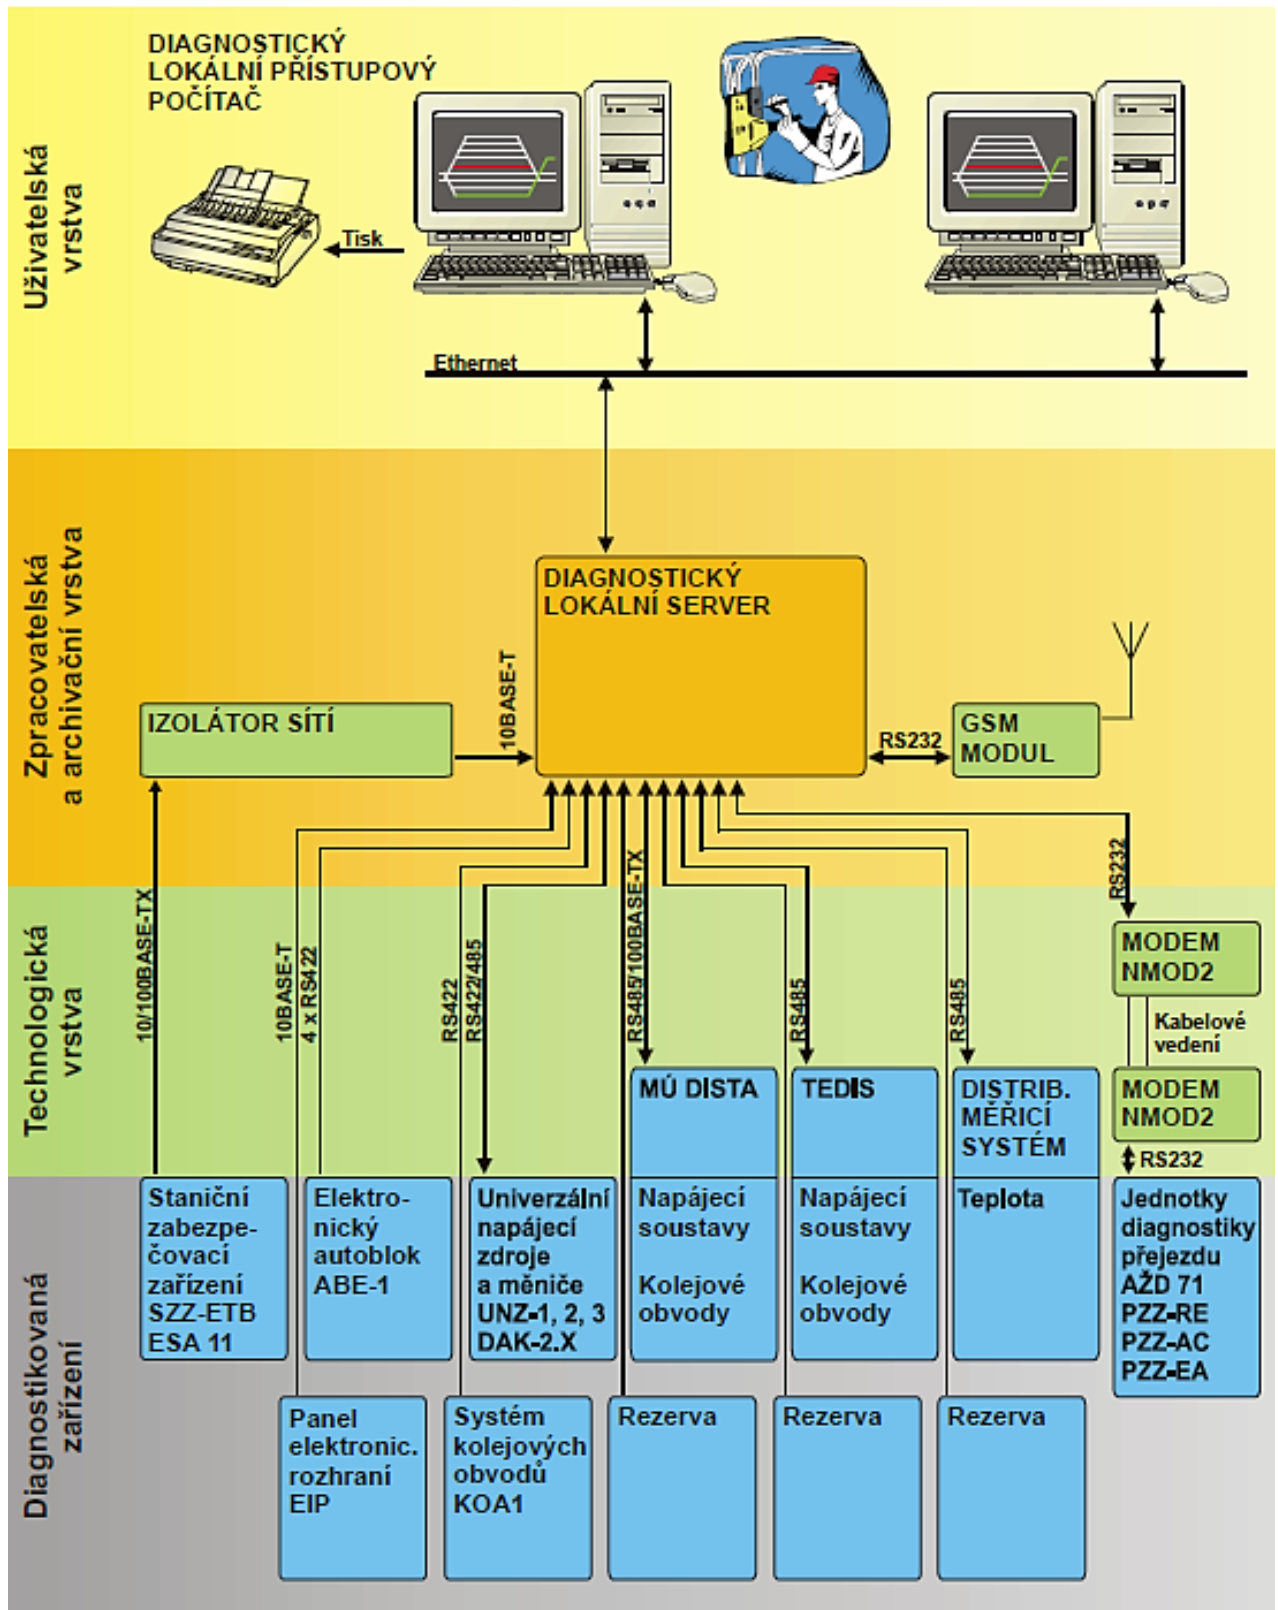 DIAGNOSTICKÝ
LOKÁLNÍ PŘÍSTUPOVÝ
POČÍTAČ
Uživatelská
vrstva
Tisk
Ethernet
Zpracovatelská
a archivační vrstva
DIAGNOSTICKÝ
LOKÁLNÍ SERVER
10BASE-T
IZOLÁTOR SÍTÍ
RS232
GSM
MODUL
Technologická
vrstva
10/100BASE-TX
10BASE-T
4 x RS422
RS422
RS422/485
RS485/100BASE-TX
RS485
RS485
RS232
MODEM
NMOD2
Kabelové
vedení
MODEM
NMOD2
RS232
MÚ DISTA
TEDIS
DISTRIB.
MĚŘICÍ
SYSTÉM
Diagnostikovaná
zařízení
Staniční
zabezpe-
čovací
zařízení
SZZ-ETB
ESA 11
Elektro-
nický
autoblok
ABE-1
Univerzální
napájecí
zdroje
a měniče
UNZ-1, 2, 3
DAK-2.X
Napájecí
soustavy
Kolejové
obvody
Napájecí
soustavy
Kolejové
obvody
Teplota
Jednotky
diagnostiky
přejezdu
AŽD 71
PZZ-RE
PZZ-AC
PZZ-EA
Panel
elektronic.
rozhraní
EIP
Systém
kolejových
obvodů
KOA1
Rezerva
Rezerva
Rezerva